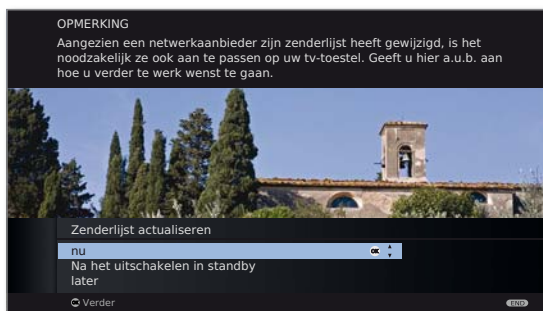 OPMERKING
Aangezien een netwerkaanbieder zijn zenderlijst heeft gewijzigd, is het
noodzakelijk ze ook aan te passen op uw tv-toestel. Geeft u hier a.u.b. aan
hoe u verder te werk wenst te gaan.
Zenderlijst actualiseren
nu OK
Na het uitschakelen in standby
later
OK Verder END